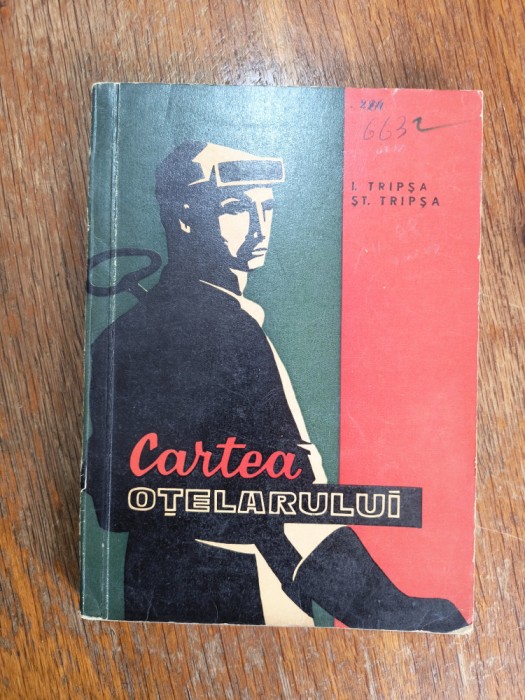 6632
I. TRIPȘA
ȘT. TRIPȘA
Cartea
OȚELARULUI